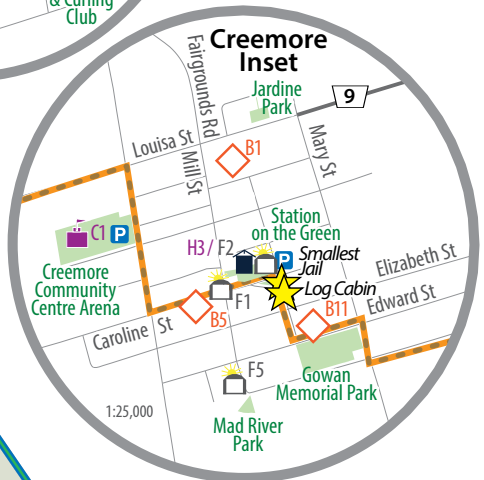 & Curling
Club
Creemore
Inset
Fairgrounds Rd
Jardine
Park
9
Louisa St
B1
Mary St
Mill St
Station
on the Green
C1
P
H3 / F2
P
Smallest
Jail
Elizabeth St
Creemore
Community
Centre Arena
Log Cabin
F1
Edward St
B5
B11
Caroline St
F5
Gowan
Memorial Park
1:25,000
Mad River
Park